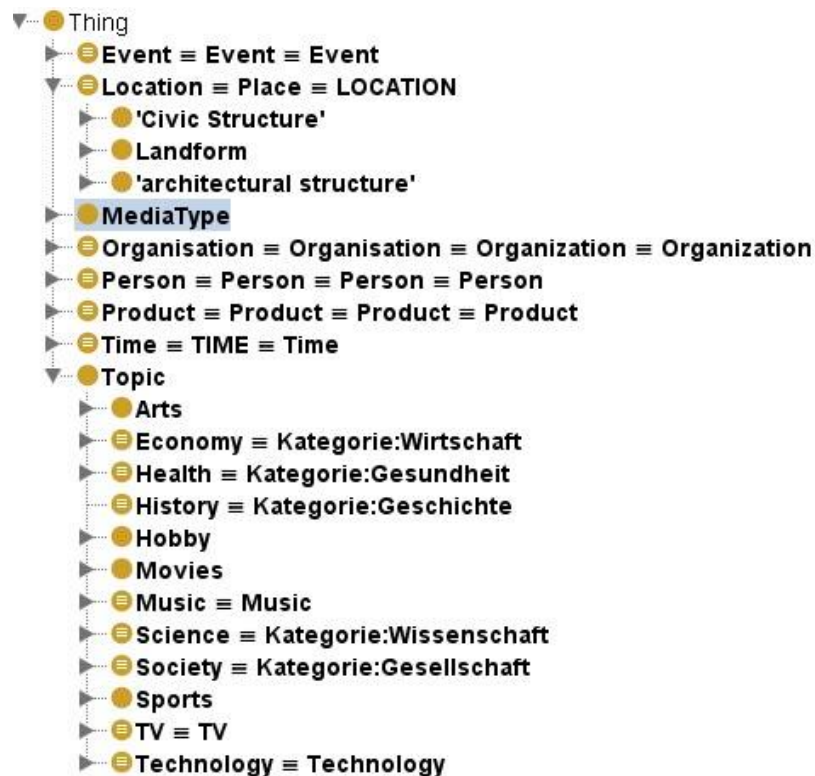 Thing
Event ≡ Event ≡ Event
Location ≡ Place ≡ LOCATION
'Civic Structure'
Landform
'architectural structure'
MediaType
Organisation ≡ Organisation ≡ Organization ≡ Organization
Person ≡ Person ≡ Person ≡ Person
Product ≡ Product ≡ Product ≡ Product
Time ≡ TIME ≡ Time
Topic
Arts
Economy ≡ Kategorie:Wirtschaft
Health ≡ Kategorie:Gesundheit
History ≡ Kategorie:Geschichte
Hobby
Movies
Music ≡ Music
Science ≡ Kategorie:Wissenschaft
Society ≡ Kategorie:Gesellschaft
Sports
TV ≡ TV
Technology ≡ Technology